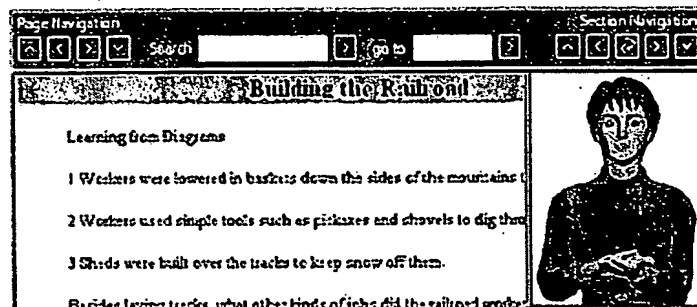 Page Navigation
Section Navigation
Search
go to
Building the Railroad
Learning from Diagrams
1 Workers were lowered in baskets down the sides of the mountains t
2 Workers used simple tools such as pickaxes and shovels to dig thro
3 Sheds were built over the tracks to keep snow off them.
Besides laying tracks, what other kinds of jobs did the railroad worke